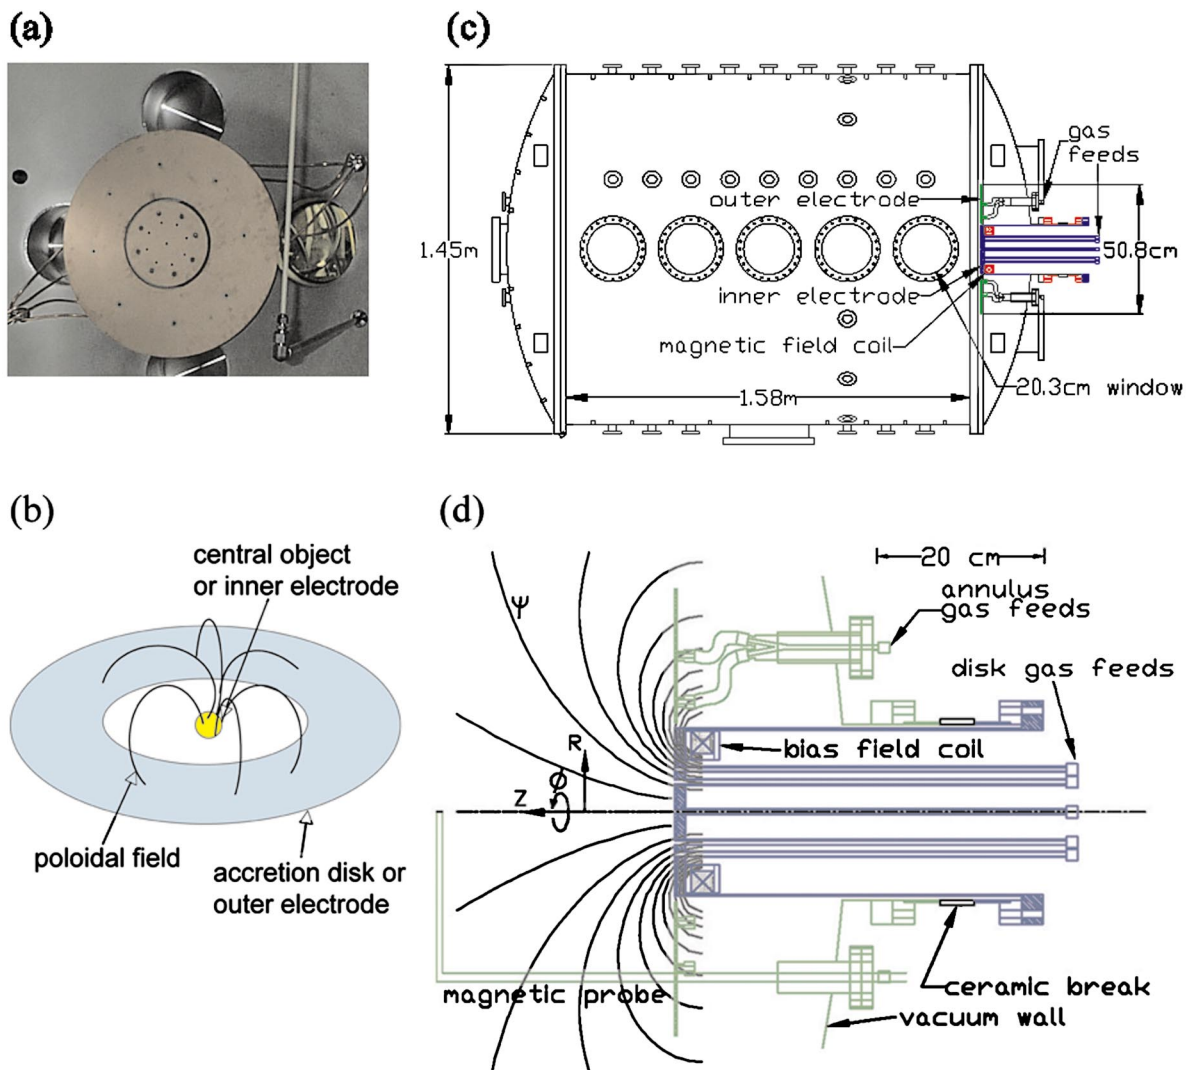 (a)
(c)
gas
feeds
outer electrode
1.45m
50.8cm
inner electrode
magnetic field coil
20.3cm window
1.58m
(b)
central object
or inner electrode
poloidal field
accretion disk or
outer electrode
(d)
20 cm
annulus
gas feeds
ψ
disk gas feeds
bias field coil
R
ϕ
Z
magnetic probe
ceramic break
vacuum wall